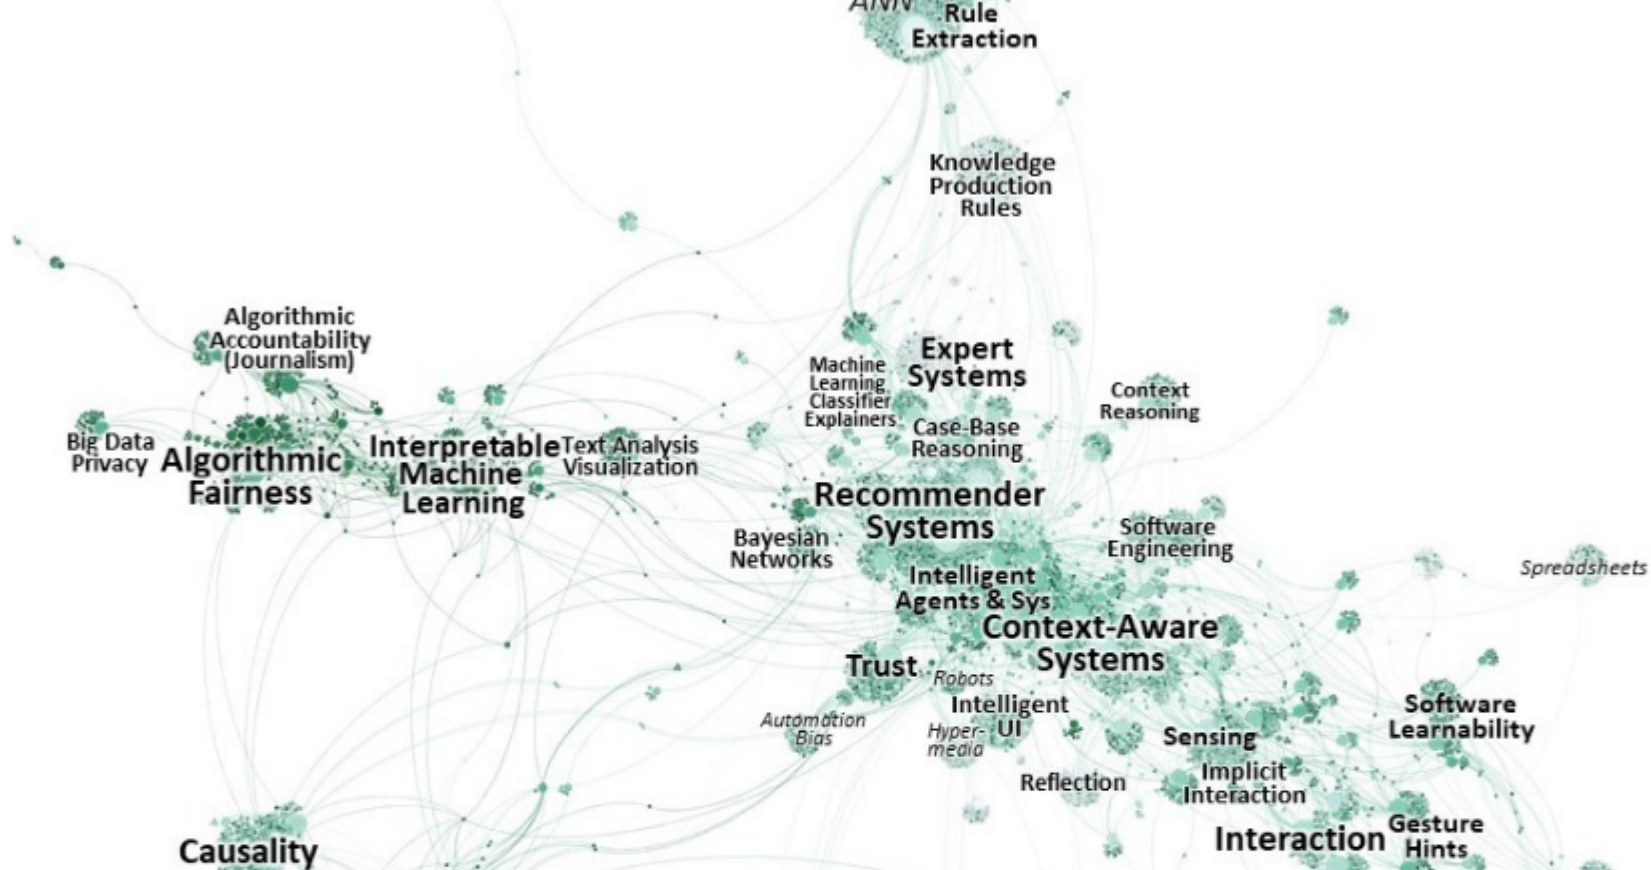 ANN
Rule
Extraction
Knowledge
Production
Rules
Algorithmic
Accountability
(Journalism)
Expert
Systems
Machine
Learning
Classifier
Explainers
Context
Reasoning
Case-Base
Reasoning
Big Data
Privacy
Algorithmic
Fairness
Interpretable
Machine
Learning
Text Analysis
Visualization
Recommender
Systems
Bayesian
Networks
Software
Engineering
Spreadsheets
Intelligent
Agents & Sys
Context-Aware
Systems
Trust
Robots
Automation
Bias
Intelligent
UI
Hyper-
media
Software
Learnability
Sensing
Reflection
Implicit
Interaction
Interaction
Gesture
Hints
Causality